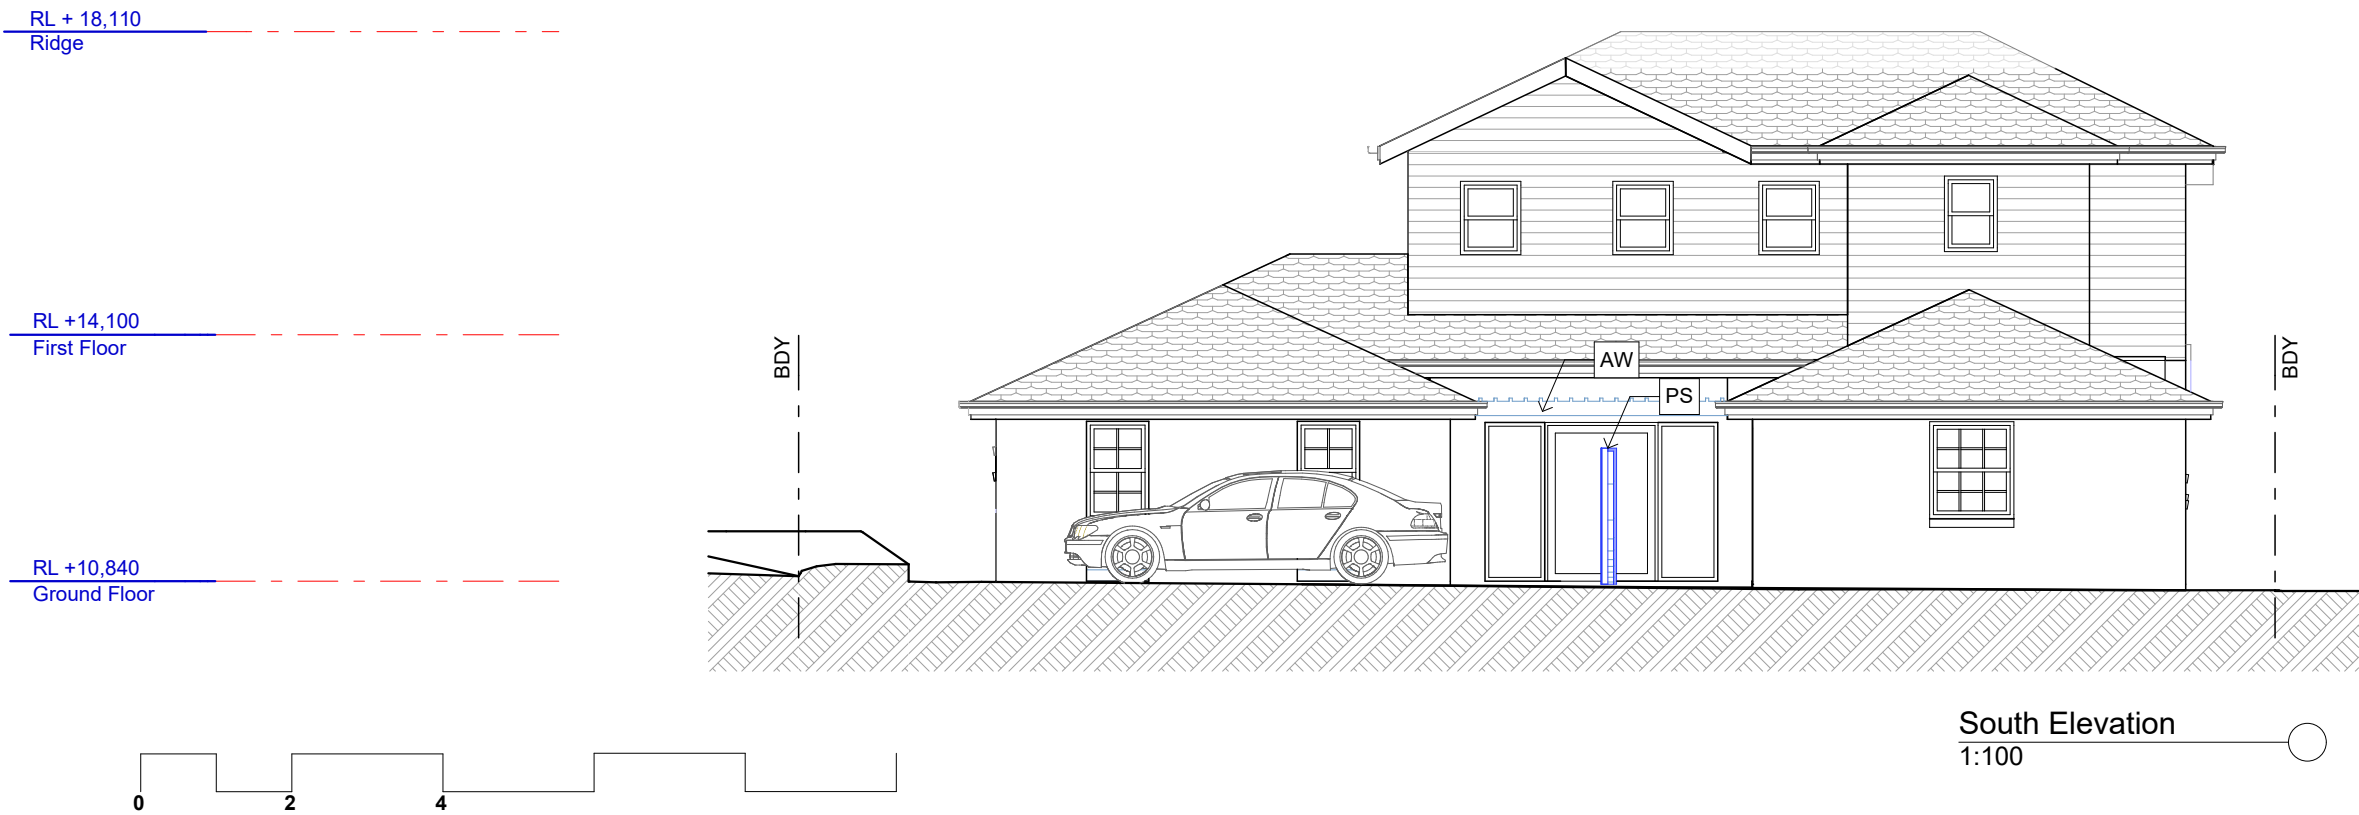 RL + 18,110
Ridge
RL +14,100
First Floor
BDY
BDY
AW
PS
RL +10,840
Ground Floor
South Elevation
1:100
0 2 4